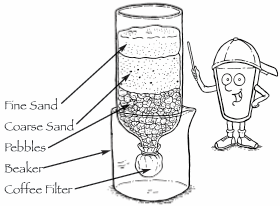 Fine Sand
Coarse Sand
Pebbles
Beaker
Coffee Filter